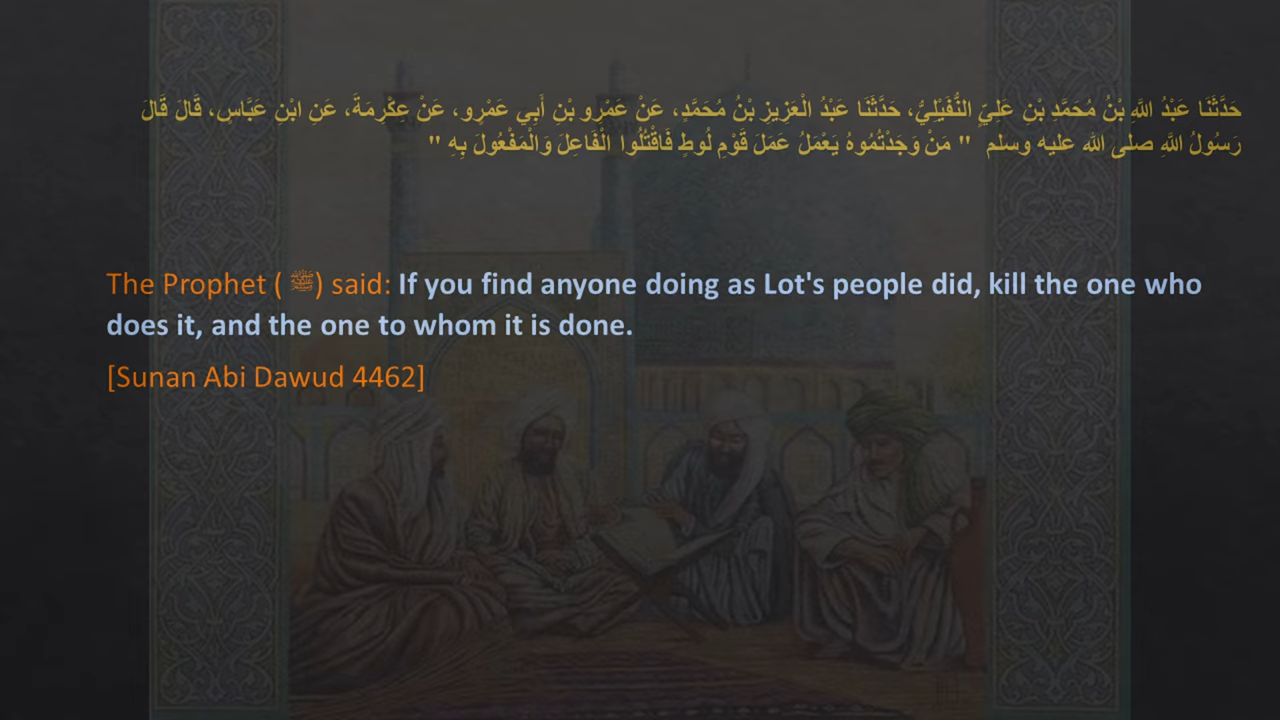 حَدَّثَنَا عَبْدُ اللَّهِ بْنُ مُحَمَّدِ بْنِ عَلِيٍّ النُّفَيْلِيُّ، حَدَّثَنَا عَبْدُ الْعَزِيزِ بْنُ مُحَمَّدٍ، عَنْ عَمْرِو بْنِ أَبِي عَمْرٍو، عَنْ عِكْرِمَةَ، عَنِ ابْنِ عَبَّاسٍ، قَالَ قَالَ
رَسُولُ اللَّهِ صلى الله عليه وسلم ‏ "‏ مَنْ وَجَدْتُمُوهُ يَعْمَلُ عَمَلَ قَوْمِ لُوطٍ فَاقْتُلُوا الْفَاعِلَ وَالْمَفْعُولَ بِهِ ‏"
The Prophet ( ﷺ) said: If you find anyone doing as Lot's people did, kill the one who
does it, and the one to whom it is done.
[Sunan Abi Dawud 4462]